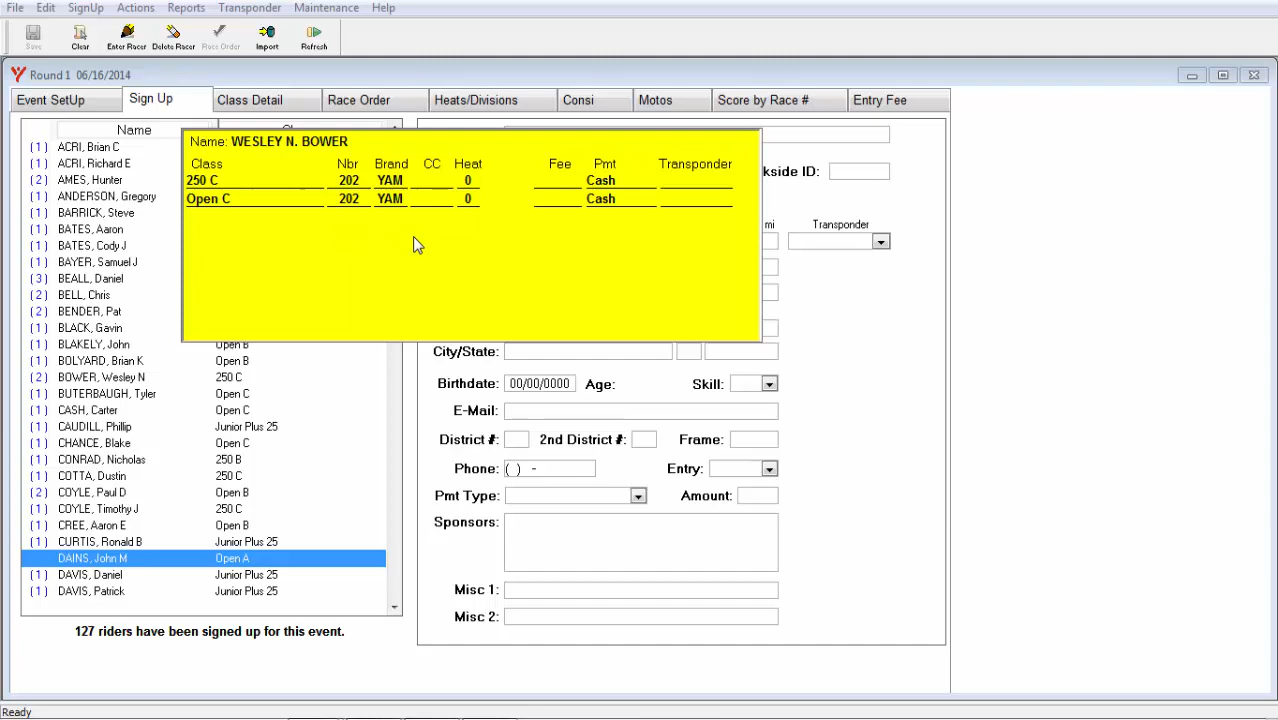 File Edit SignUp Actions Reports Transponder Maintenance Help
Save Clear Enter Racer Delete Racer Race Order Import Refresh
Round 1 06/16/2014
Event SetUp Sign Up Class Detail Race Order Heats/Divisions Consi Motos Score by Race # Entry Fee
Name
(1) ACRI, Brian C
(1) ACRI, Richard E
(2) AMES, Hunter
(1) ANDERSON, Gregory
(1) BARRICK, Steve
(1) BATES, Aaron
(1) BATES, Cody J
(1) BAYER, Samuel J
(3) BEALL, Daniel
(2) BELL, Chris
(2) BENDER, Pat
(1) BLACK, Gavin
(1) BLAKELY, John Open B
(1) BOLYARD, Brian K Open B
(2) BOWER, Wesley N 250 C
(1) BUTERBAUGH, Tyler Open C
(1) CASH, Carter Open C
(1) CAUDILL, Phillip Junior Plus 25
(1) CHANCE, Blake Open C
(1) CONRAD, Nicholas 250 B
(1) COTTA, Dustin 250 C
(2) COYLE, Paul D Open B
(1) COYLE, Timothy J 250 C
(1) CREE, Aaron E Open B
(1) CURTIS, Ronald B Junior Plus 25
DAINS, John M Open A
(1) DAVIS, Daniel Junior Plus 25
(1) DAVIS, Patrick Junior Plus 25
127 riders have been signed up for this event.
Name: WESLEY N. BOWER
Class Nbr Brand CC Heat Fee Pmt Transponder
250 C 202 YAM 0 Cash
Open C 202 YAM 0 Cash
kside ID:
mi Transponder
City/State:
Birthdate: 00/00/0000 Age: Skill:
E-Mail:
District #: 2nd District #: Frame:
Phone: ( ) - Entry:
Pmt Type: Amount:
Sponsors:
Misc 1:
Misc 2:
Ready